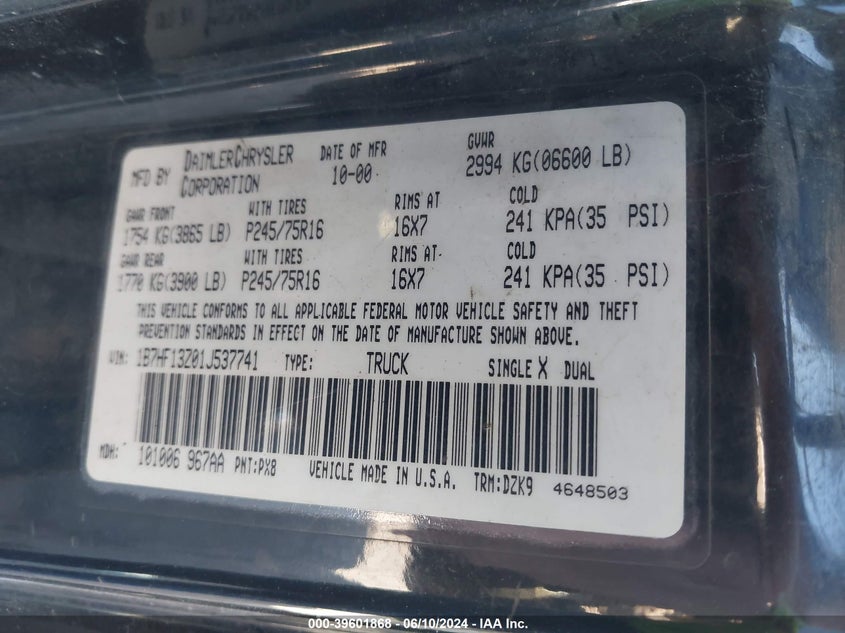 MFD BY DAIMLERCHRYSLER CORPORATION DATE OF MFR 10-00 GVWR 2994 KG(06600 LB)
GAWR FRONT WITH TIRES RIMS AT COLD
1754 KG(3865 LB) P245/75R16 16X7 241 KPA(35 PSI)
GAWR REAR WITH TIRES RIMS AT COLD
1770 KG(3900 LB) P245/75R16 16X7 241 KPA(35 PSI)
THIS VEHICLE CONFORMS TO ALL APPLICABLE FEDERAL MOTOR VEHICLE SAFETY AND THEFT
PREVENTION STANDARDS IN EFFECT ON THE DATE OF MANUFACTURE SHOWN ABOVE.
VIN: 1B7HF13Z01J537741 TYPE: TRUCK SINGLE X DUAL
MDH: 101006 967AA PNT:PX8 VEHICLE MADE IN U.S.A. TRM:DZK9 4648503
000-39601868 - 06/10/2024 - IAA Inc.